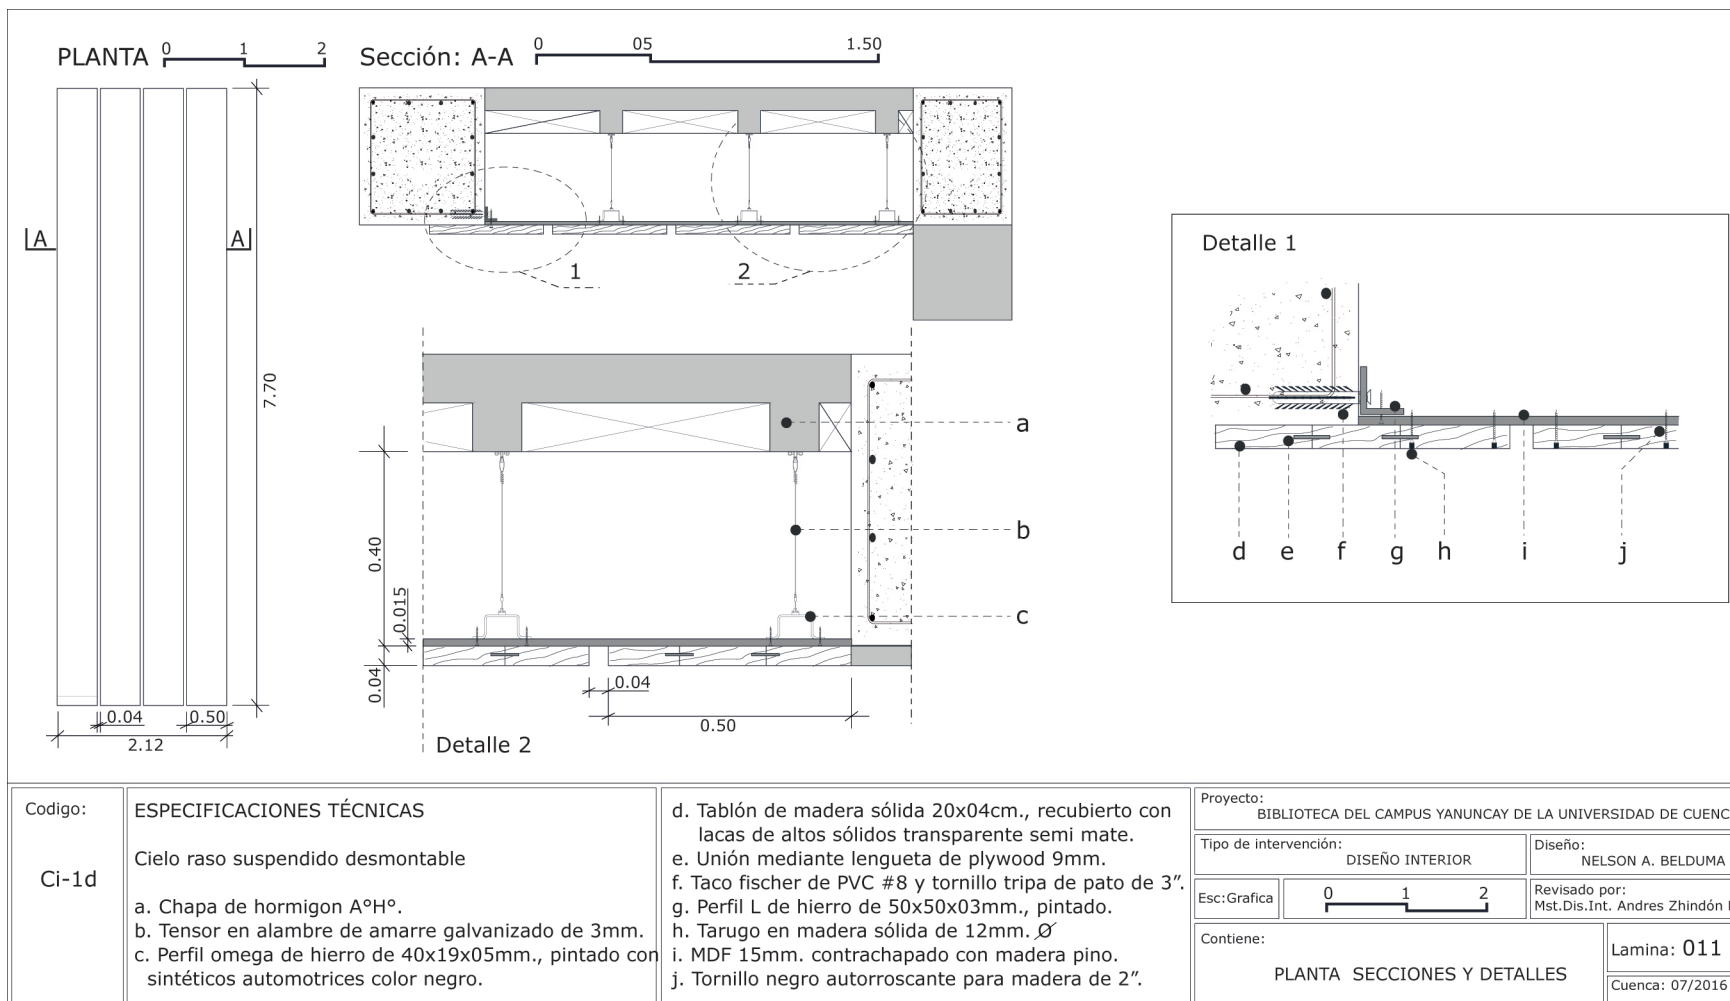 PLANTA 0 1 2
Sección: A-A 0 05 1.50
A A
7.70
0.04 0.50
2.12
1 2
a
b
c
0.40
0.015
0.04
0.04
0.50
Detalle 2
Detalle 1
d e f g h i j
Codigo:
Ci-1d
ESPECIFICACIONES TÉCNICAS
Cielo raso suspendido desmontable
a. Chapa de hormigon A°H°.
b. Tensor en alambre de amarre galvanizado de 3mm.
c. Perfil omega de hierro de 40x19x05mm., pintado con
sintéticos automotrices color negro.
d. Tablón de madera sólida 20x04cm., recubierto con
lacas de altos sólidos transparente semi mate.
e. Unión mediante lengueta de plywood 9mm.
f. Taco fischer de PVC #8 y tornillo tripa de pato de 3”.
g. Perfil L de hierro de 50x50x03mm., pintado.
h. Tarugo en madera sólida de 12mm. Ø
i. MDF 15mm. contrachapado con madera pino.
j. Tornillo negro autorroscante para madera de 2”.
Proyecto:
BIBLIOTECA DEL CAMPUS YANUNCAY DE LA UNIVERSIDAD DE CUENC
Tipo de intervención:
DISEÑO INTERIOR
Diseño:
NELSON A. BELDUMA
Esc:Grafica
0 1 2
Revisado por:
Mst.Dis.Int. Andres Zhindón
Contiene:
PLANTA SECCIONES Y DETALLES
Lamina: 011
Cuenca: 07/2016